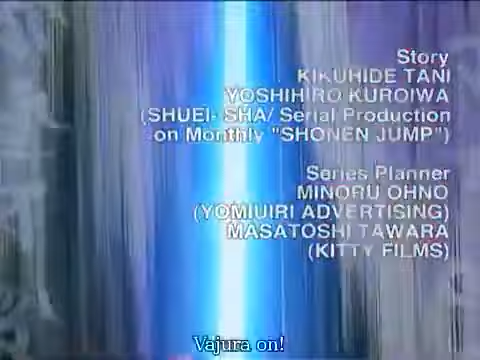 Story
KIKUHIDE TANI
YOSHIHIRO KUROIWA
(SHUEI- SHA/ Serial Production
on Monthly "SHONEN JUMP")
Series Planner
MINORU OHNO
(YOMIUIRI ADVERTISING)
MASATOSHI TAWARA
(KITTY FILMS)
Vajura on!